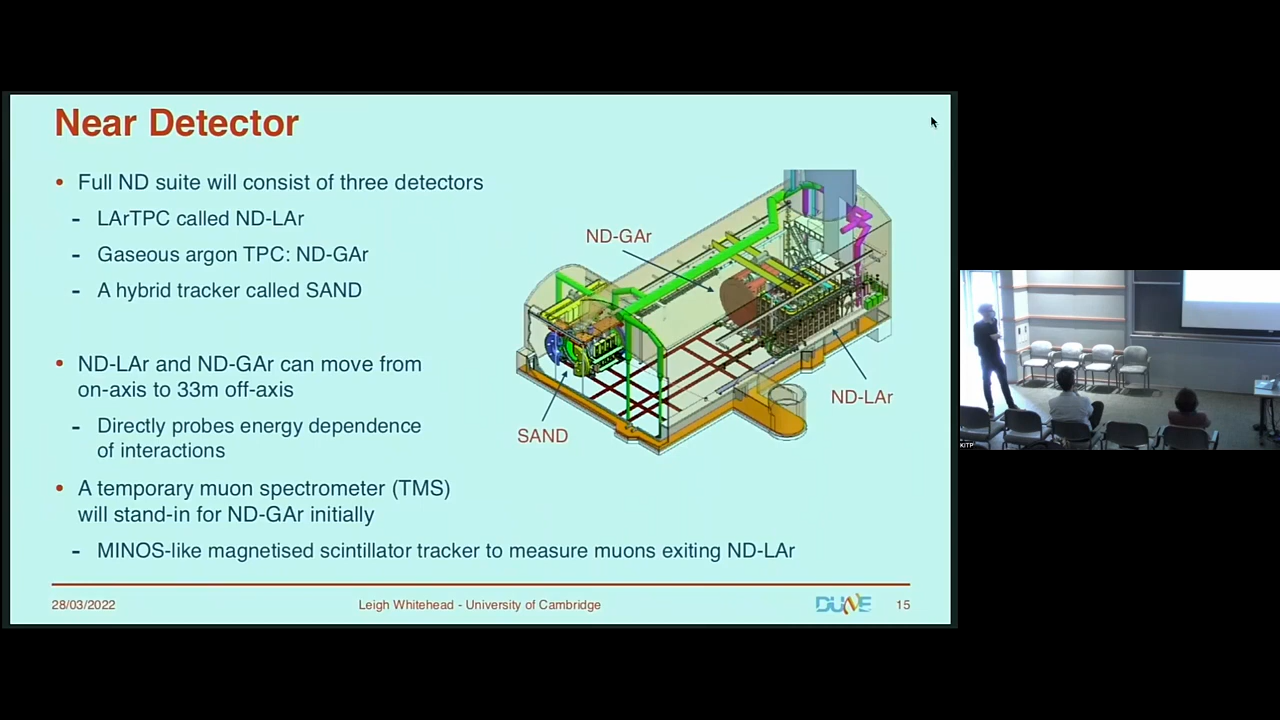 Near Detector
• Full ND suite will consist of three detectors
- LArTPC called ND-LAr
- Gaseous argon TPC: ND-GAr
- A hybrid tracker called SAND
• ND-LAr and ND-GAr can move from
on-axis to 33m off-axis
- Directly probes energy dependence
of interactions
• A temporary muon spectrometer (TMS)
will stand-in for ND-GAr initially
- MINOS-like magnetised scintillator tracker to measure muons exiting ND-LAr
ND-GAr
ND-LAr
SAND
28/03/2022
Leigh Whitehead - University of Cambridge
DUNE
15
KITP